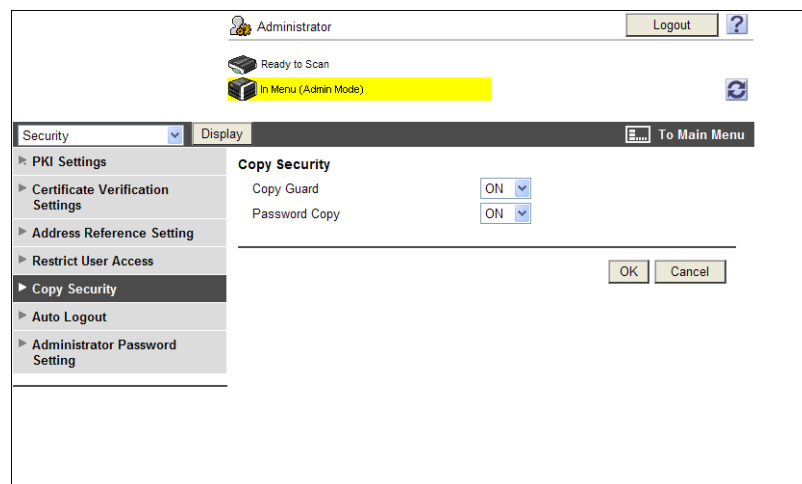 Administrator
Logout
?
Ready to Scan
In Menu (Admin Mode)
Security
Display
To Main Menu
PKI Settings
Certificate Verification
Settings
Address Reference Setting
Restrict User Access
Copy Security
Auto Logout
Administrator Password
Setting
Copy Security
Copy Guard ON
Password Copy ON
OK Cancel